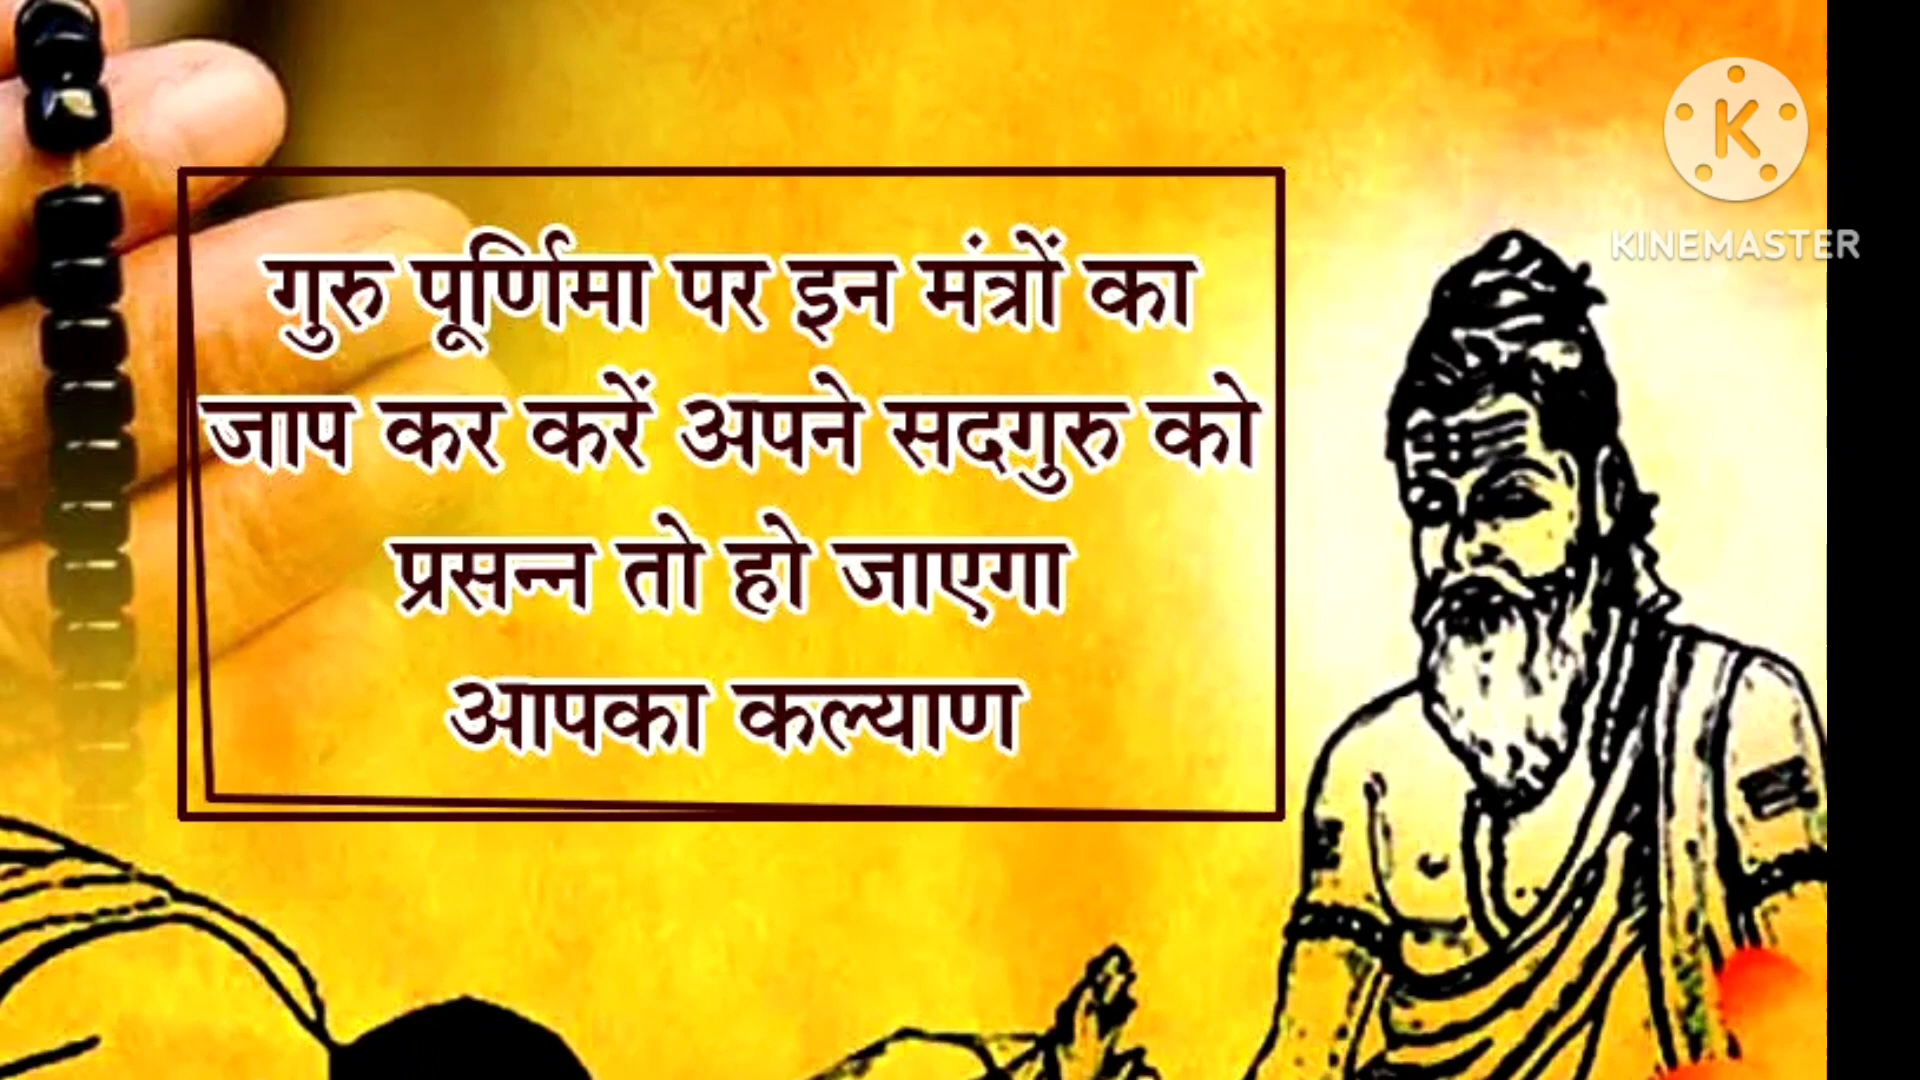 गुरु पूर्णिमा पर इन मंत्रों का
जाप कर करें अपने सदगुरु को
प्रसन्न तो हो जाएगा
आपका कल्याण
K
KINEMASTER